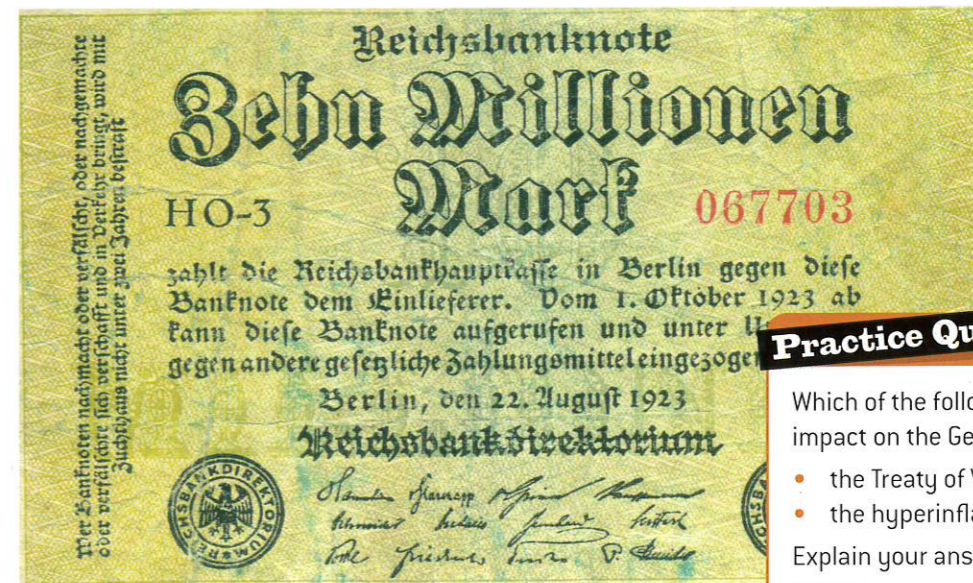 Reichsbanknote
Zehn Millionen
Mark
HO-3
067703
zahlt die Reichsbankhauptkasse in Berlin gegen diese
Banknote dem Einlieferer. Vom 1. Oktober 1923 ab
kann diese Banknote aufgerufen und unter
gegen andere gesetzliche Zahlungsmittel eingezogen
Berlin, den 22. August 1923
Reichsbankdirektorium
Wer Banknoten nachmacht oder verfälscht, oder nachgemachte
oder verfälschte sich verschafft und in Verkehr bringt, wird mit
Zuchthaus nicht unter zwei Jahren bestraft
REICHSBANKDIREKTORIUM
Practice Qu
Which of the follo
impact on the Ge
• the Treaty of V
• the hyperinfla
Explain your ans